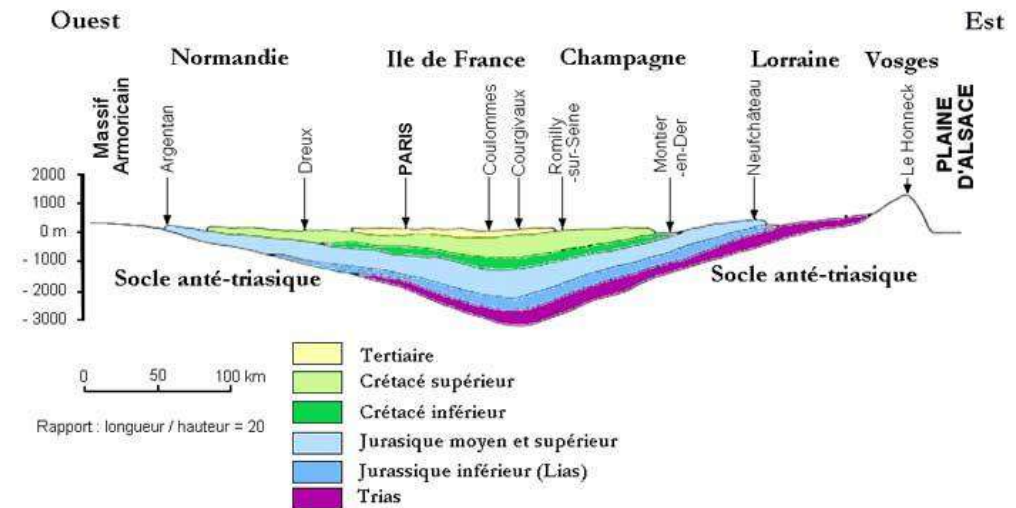 Ouest
Est
Normandie
Ile de France
Champagne
Lorraine
Vosges
Massif
Armoricain
Argentan
Dreux
PARIS
Coulommes
Courgivaux
Romilly
-sur-Seine
Montier
-en-Der
Neufchâteau
Le Honneck
PLAINE
D'ALSACE
2000
1000
0 m
- 1000
- 2000
- 3000
Socle anté-triasique
Socle anté-triasique
0 50 100 km
Rapport : longueur / hauteur = 20
Tertiaire
Crétacé supérieur
Crétacé inférieur
Jurasique moyen et supérieur
Jurassique inférieur (Lias)
Trias